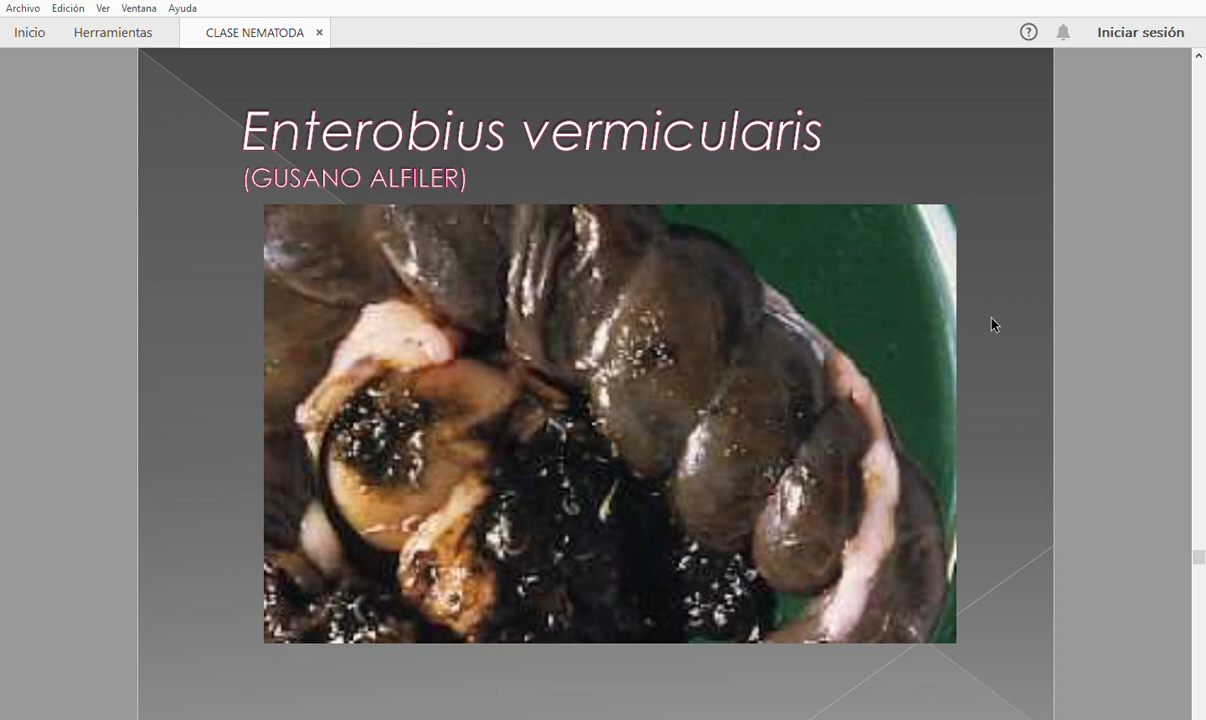 Archivo Edición Ver Ventana Ayuda
Inicio Herramientas CLASE NEMATODA × ? Iniciar sesión
Enterobius vermicularis
(GUSANO ALFILER)